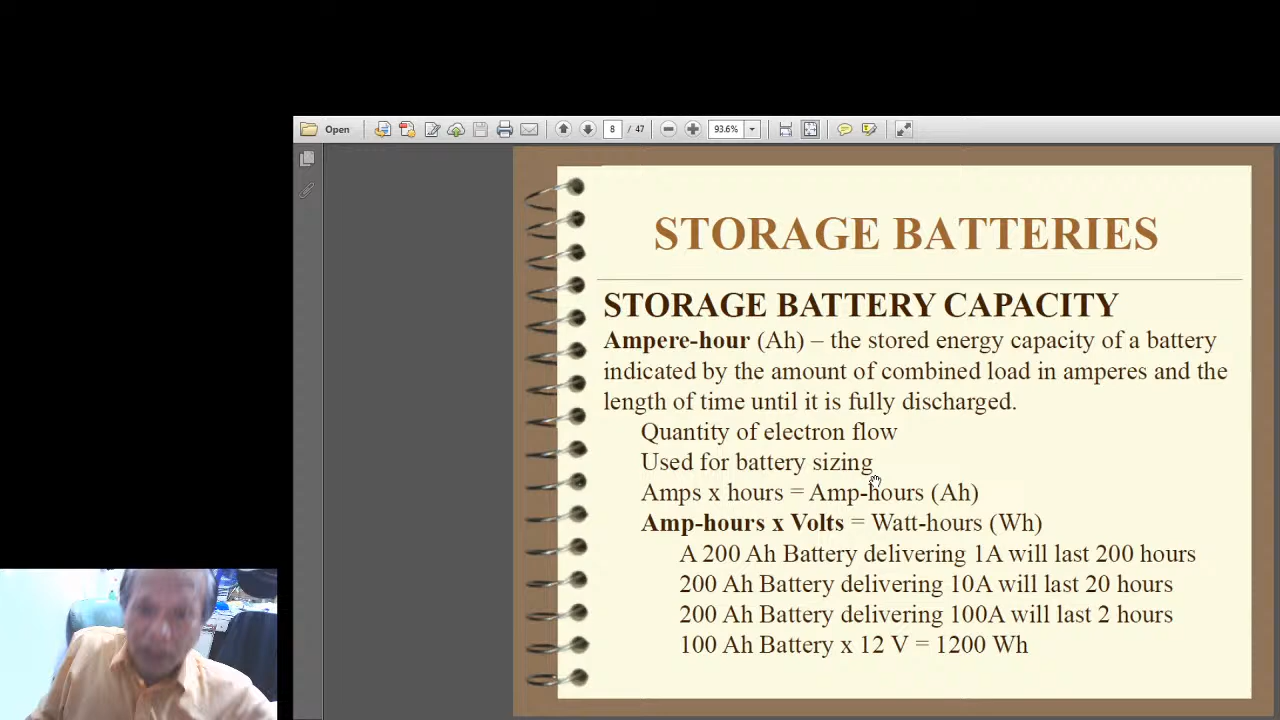 Open
8 / 47
93.6%
STORAGE BATTERIES
STORAGE BATTERY CAPACITY
Ampere-hour (Ah) – the stored energy capacity of a battery
indicated by the amount of combined load in amperes and the
length of time until it is fully discharged.
Quantity of electron flow
Used for battery sizing
Amps x hours = Amp-hours (Ah)
Amp-hours x Volts = Watt-hours (Wh)
A 200 Ah Battery delivering 1A will last 200 hours
200 Ah Battery delivering 10A will last 20 hours
200 Ah Battery delivering 100A will last 2 hours
100 Ah Battery x 12 V = 1200 Wh